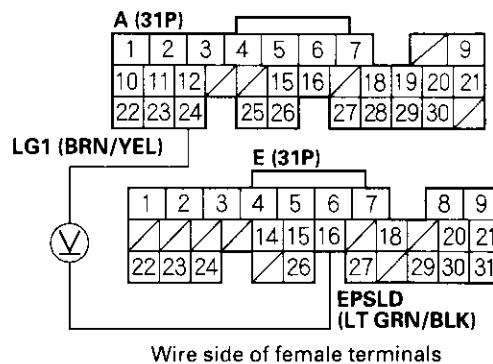 A (31P)
1 2 3 4 5 6 7 9
10 11 12 15 16 18 19 20 21
22 23 24 25 26 27 28 29 30
LG1 (BRN/YEL)
E (31P)
1 2 3 4 5 6 7 8 9
14 15 16 18 20 21
22 23 24 26 27 29 30 31
V
EPSLD
(LT GRN/BLK)
Wire side of female terminals